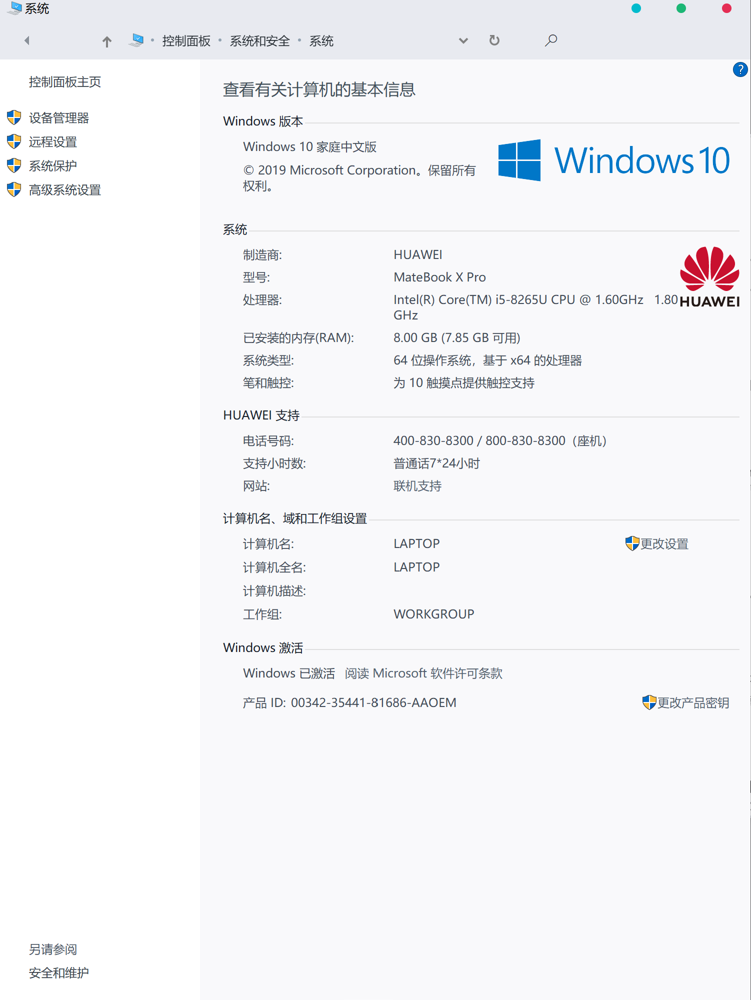 系统
控制面板 • 系统和安全 • 系统
控制面板主页
设备管理器
远程设置
系统保护
高级系统设置
?
查看有关计算机的基本信息
Windows 版本
Windows 10 家庭中文版
© 2019 Microsoft Corporation。保留所有
权利。
Windows 10
系统
制造商: HUAWEI
型号: MateBook X Pro
处理器: Intel(R) Core(TM) i5-8265U CPU @ 1.60GHz 1.80
GHz
HUAWEI
已安装的内存(RAM): 8.00 GB (7.85 GB 可用)
系统类型: 64 位操作系统，基于 x64 的处理器
笔和触控: 为 10 触摸点提供触控支持
HUAWEI 支持
电话号码: 400-830-8300 / 800-830-8300（座机）
支持小时数: 普通话7*24小时
网站: 联机支持
计算机名、域和工作组设置
计算机名: LAPTOP 更改设置
计算机全名: LAPTOP
计算机描述:
工作组: WORKGROUP
Windows 激活
Windows 已激活 阅读 Microsoft 软件许可条款
产品 ID: 00342-35441-81686-AAOEM 更改产品密钥
另请参阅
安全和维护